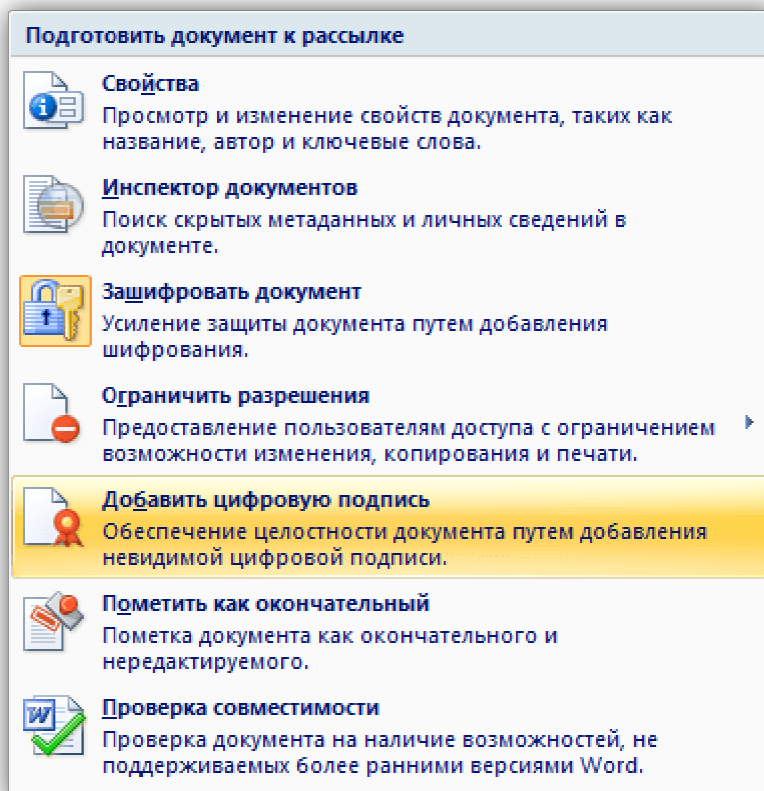 Подготовить документ к рассылке
Свойства
Просмотр и изменение свойств документа, таких как
название, автор и ключевые слова.
Инспектор документов
Поиск скрытых метаданных и личных сведений в
документе.
Зашифровать документ
Усиление защиты документа путем добавления
шифрования.
Ограничить разрешения
Предоставление пользователям доступа с ограничением
возможности изменения, копирования и печати.
Добавить цифровую подпись
Обеспечение целостности документа путем добавления
невидимой цифровой подписи.
Пометить как окончательный
Пометка документа как окончательного и
нередактируемого.
Проверка совместимости
Проверка документа на наличие возможностей, не
поддерживаемых более ранними версиями Word.